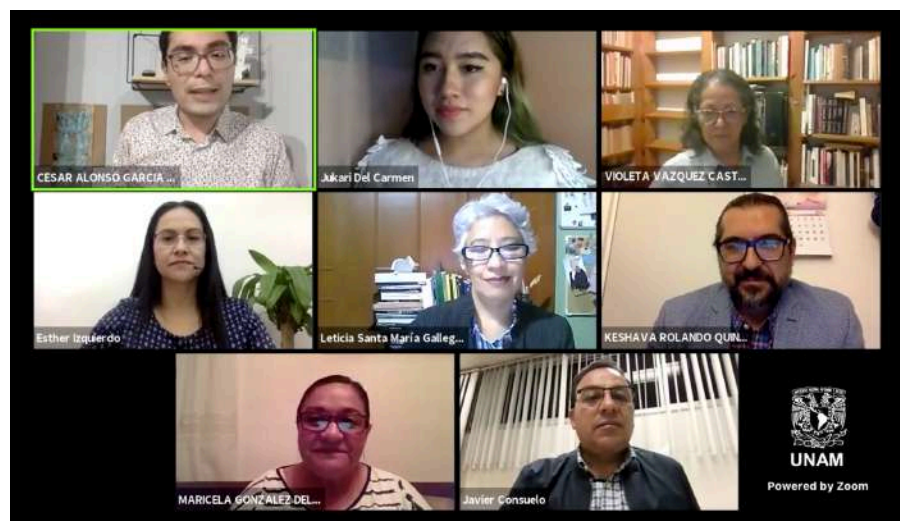 CESAR ALONSO GARCIA ...
Jukari Del Carmen
VIOLETA VAZQUEZ CAST...
Esther Izquierdo
Leticia Santa María Galleg...
KESHAVA ROLANDO QUIN...
MARICELA GONZALEZ DEL...
Javier Consuelo
UNAM
Powered by Zoom